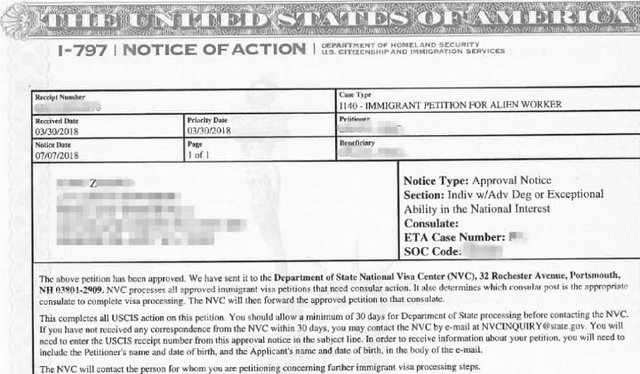 THE UNITED STATES OF AMERICA
I-797 | NOTICE OF ACTION | DEPARTMENT OF HOMELAND SECURITY
U.S. CITIZENSHIP AND IMMIGRATION SERVICES
Receipt Number
Case Type
I140 - IMMIGRANT PETITION FOR ALIEN WORKER
Received Date
03/30/2018
Priority Date
03/30/2018
Petitioner
Notice Date
07/07/2018
Page
1 of 1
Beneficiary
Z
Notice Type: Approval Notice
Section: Indiv w/Adv Deg or Exceptional
Ability in the National Interest
Consulate:
ETA Case Number:
SOC Code:
The above petition has been approved. We have sent it to the Department of State National Visa Center (NVC), 32 Rochester Avenue, Portsmouth,
NH 03801-2909. NVC processes all approved immigrant visa petitions that need consular action. It also determines which consular post is the appropriate
consulate to complete visa processing. The NVC will then forward the approved petition to that consulate.
This completes all USCIS action on this petition. You should allow a minimum of 30 days for Department of State processing before contacting the NVC.
If you have not received any correspondence from the NVC within 30 days, you may contact the NVC by e-mail at NVCINQUIRY@state.gov. You will
need to enter the USCIS receipt number from this approval notice in the subject line. In order to receive information about your petition, you will need to
include the Petitioner's name and date of birth, and the Applicant's name and date of birth, in the body of the e-mail.
The NVC will contact the person for whom you are petitioning concerning further immigrant visa processing steps.